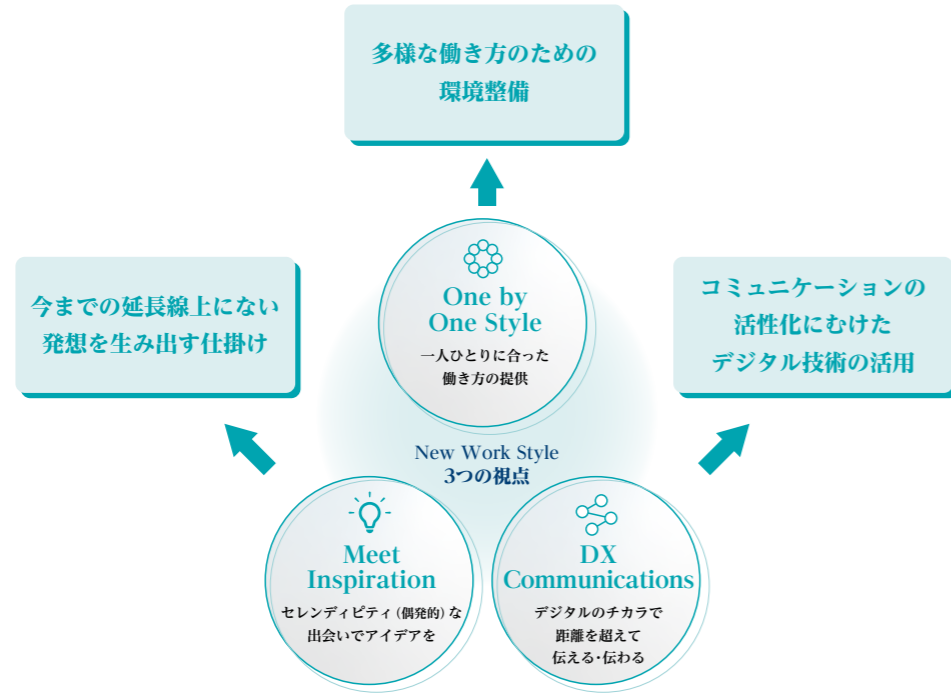 多様な働き方のための
環境整備
One by
One Style
一人ひとりに合った
働き方の提供
今までの延長線上にない
発想を生み出す仕掛け
コミュニケーションの
活性化にむけた
デジタル技術の活用
New Work Style
3つの視点
Meet
Inspiration
セレンディピティ（偶発的）な
出会いでアイデアを
DX
Communications
デジタルのチカラで
距離を超えて
伝える・伝わる